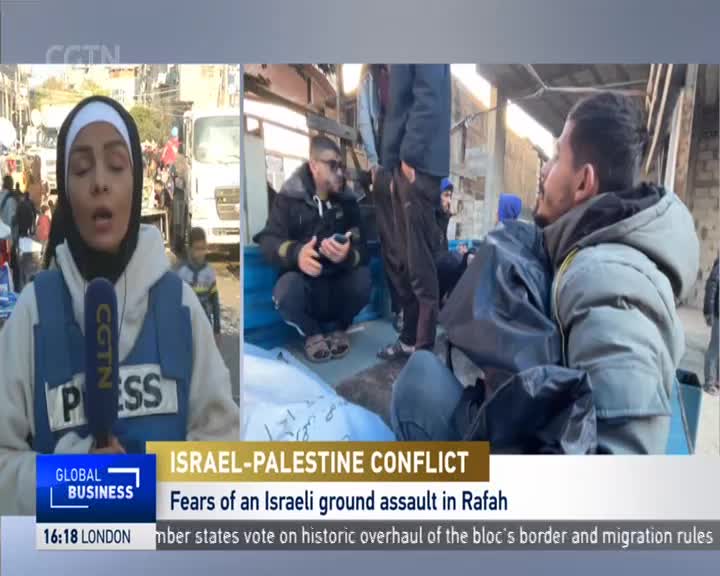 CGTN
CGTN
PRESS
ISRAEL-PALESTINE CONFLICT
GLOBAL
BUSINESS
Fears of an Israeli ground assault in Rafah
16:18 LONDON
mber states vote on historic overhaul of the bloc's border and migration rules